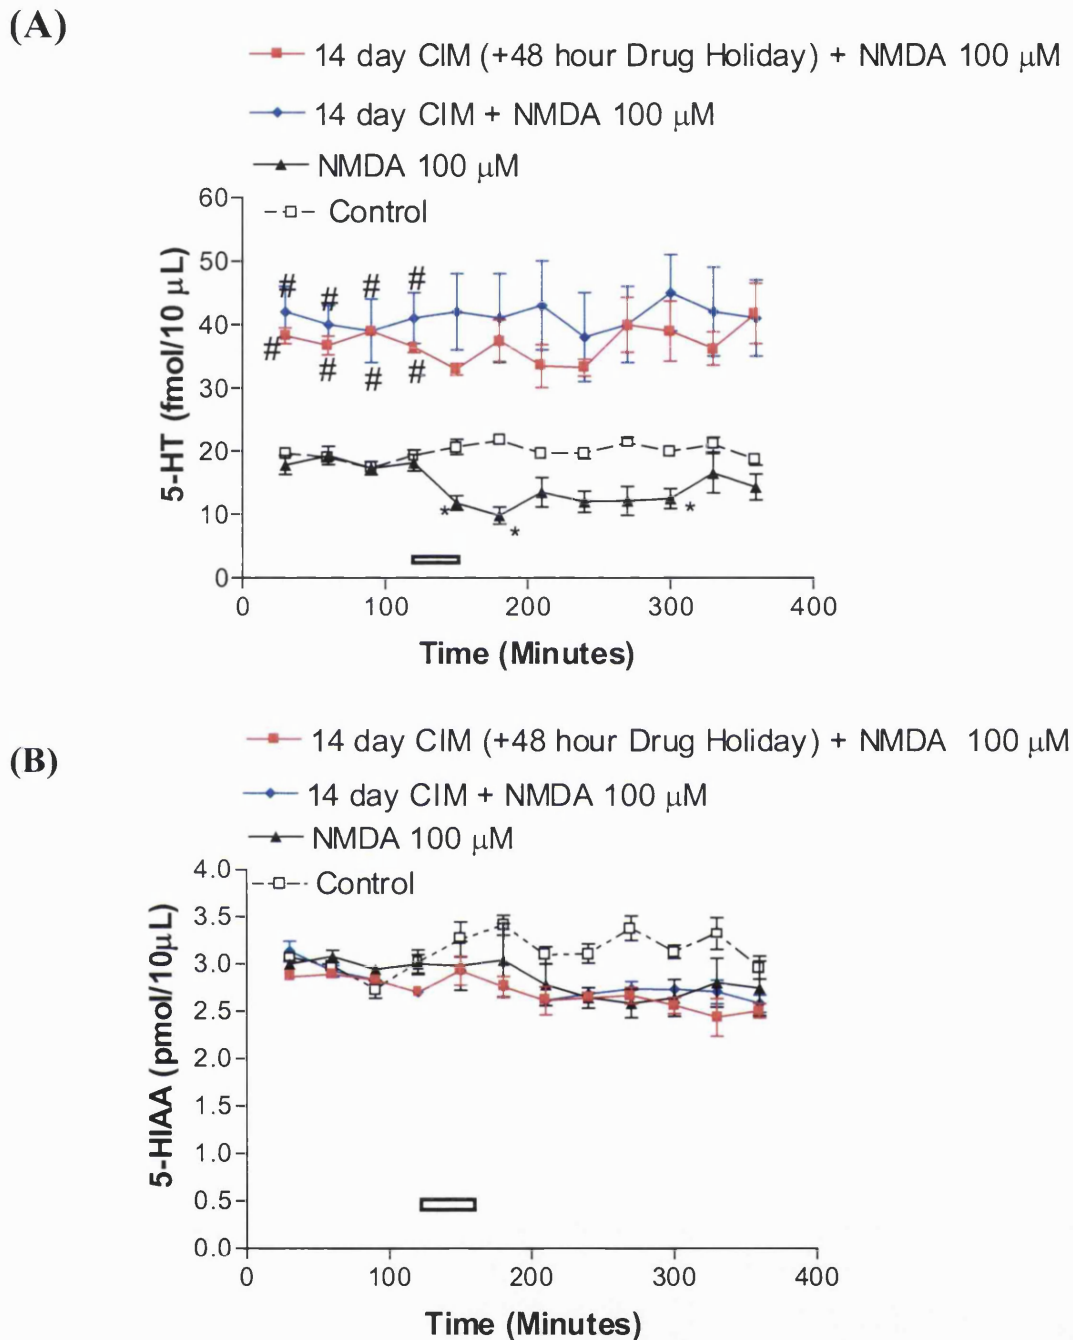 (A)
14 day CIM (+48 hour Drug Holiday) + NMDA 100 µM
14 day CIM + NMDA 100 µM
NMDA 100 µM
Control
60
50
40
30
20
10
0
5-HT (fmol/10 µL)
# # # #
# # # #
* * *
0 100 200 300 400
Time (Minutes)
(B)
14 day CIM (+48 hour Drug Holiday) + NMDA 100 µM
14 day CIM + NMDA 100 µM
NMDA 100 µM
Control
4.0
3.5
3.0
2.5
2.0
1.5
1.0
0.5
0.0
5-HIAA (pmol/10µL)
0 100 200 300 400
Time (Minutes)